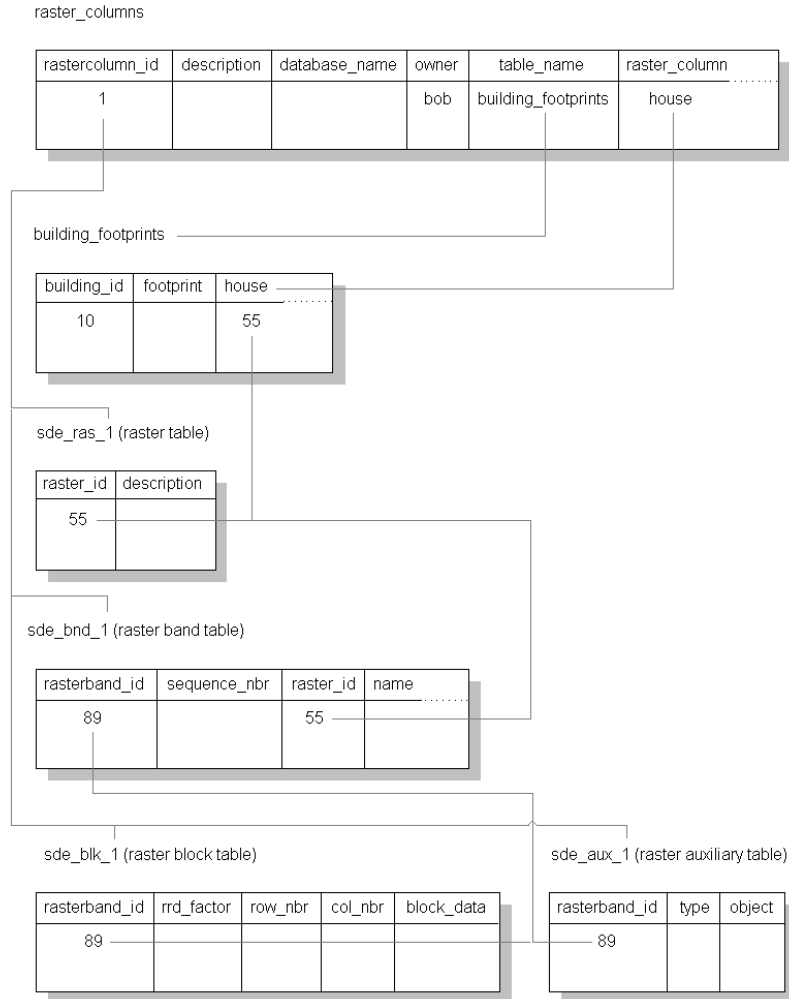 raster_columns
rastercolumn_id description database_name owner table_name raster_column
1 bob building_footprints house
building_footprints
building_id footprint house
10 55
sde_ras_1 (raster table)
raster_id description
55
sde_bnd_1 (raster band table)
rasterband_id sequence_nbr raster_id name
89 55
sde_blk_1 (raster block table) sde_aux_1 (raster auxiliary table)
rasterband_id rrd_factor row_nbr col_nbr block_data rasterband_id type object
89 89